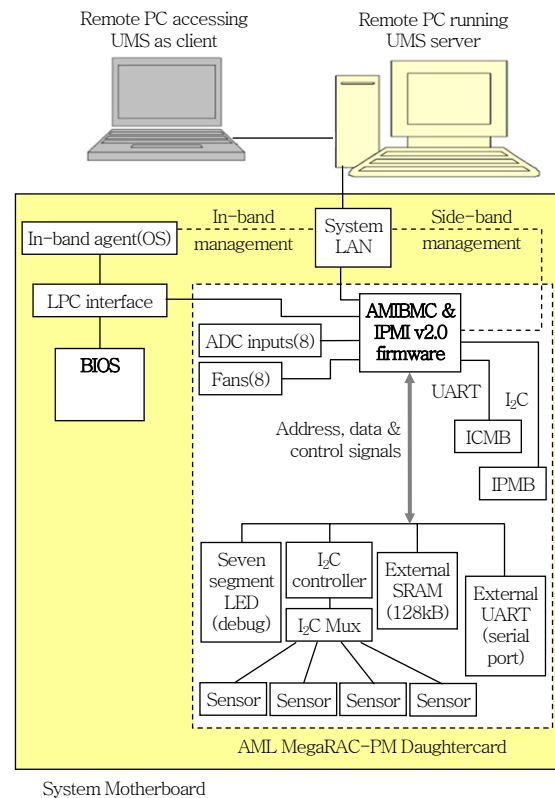 Remote PC accessing
UMS as client
Remote PC running
UMS server
In-band
management
System
LAN
Side-band
management
In-band agent(OS)
LPC interface
BIOS
AMIBMC &
IPMI v2.0
firmware
ADC inputs(8)
Fans(8)
UART
I2C
ICMB
IPMB
Address, data &
control signals
Seven
segment
LED
(debug)
I2C
controller
I2C Mux
External
SRAM
(128kB)
External
UART
(serial
port)
Sensor
Sensor
Sensor
Sensor
AML MegaRAC-PM Daughtercard
System Motherboard